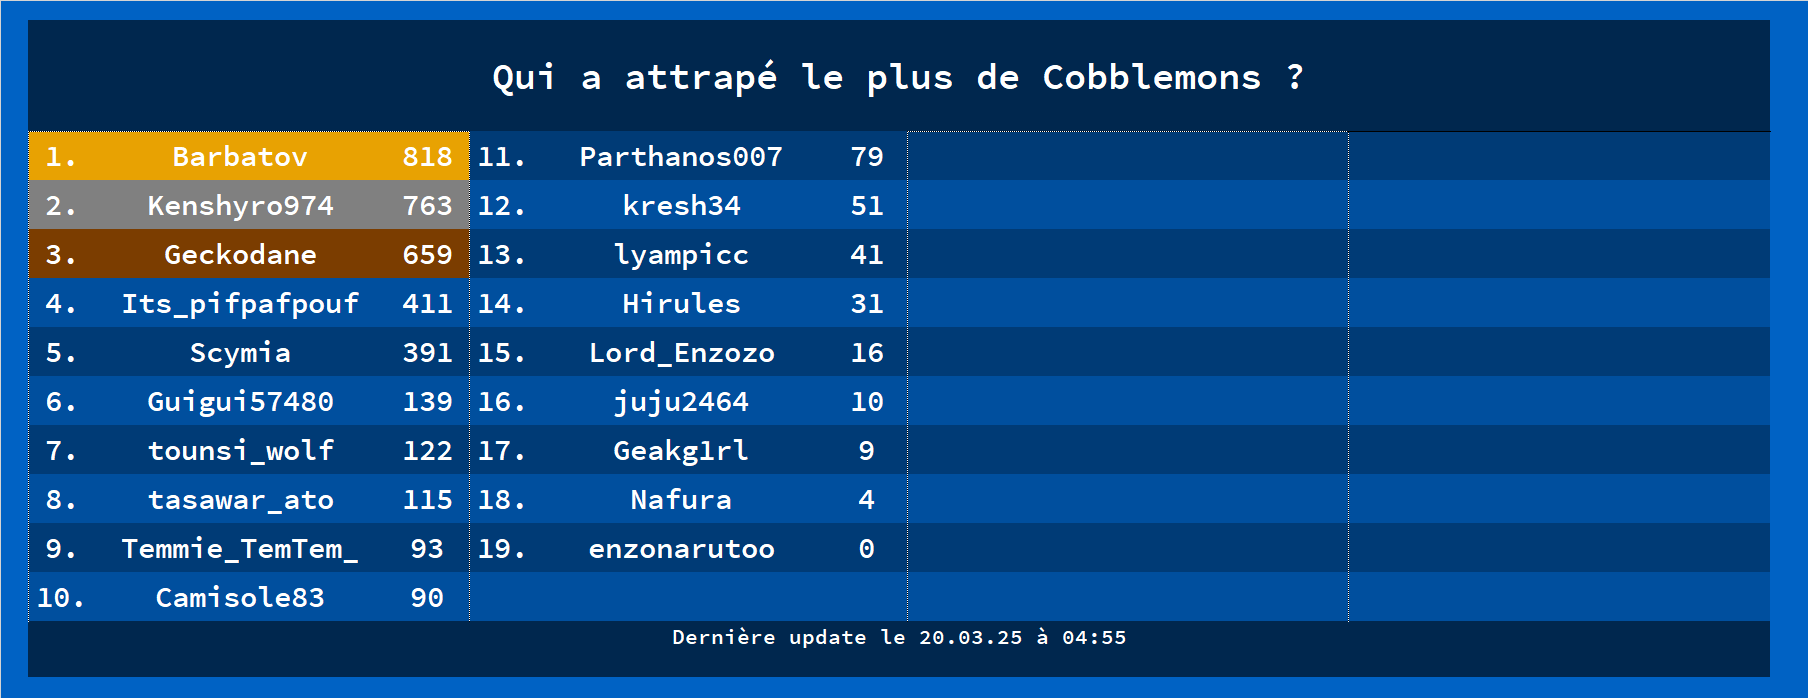 Qui a attrapé le plus de Cobblemons ?
1. Barbatov 818
2. Kenshyro974 763
3. Geckodane 659
4. Its_pifpafpouf 411
5. Scymia 391
6. Guigui57480 139
7. tounsi_wolf 122
8. tasawar_ato 115
9. Temmie_TemTem_ 93
10. Camisole83 90
11. Parthanos007 79
12. kresh34 51
13. lyampicc 41
14. Hirules 31
15. Lord_Enzozo 16
16. juju2464 10
17. Geakg1rl 9
18. Nafura 4
19. enzonarutoo 0
Dernière update le 20.03.25 à 04:55